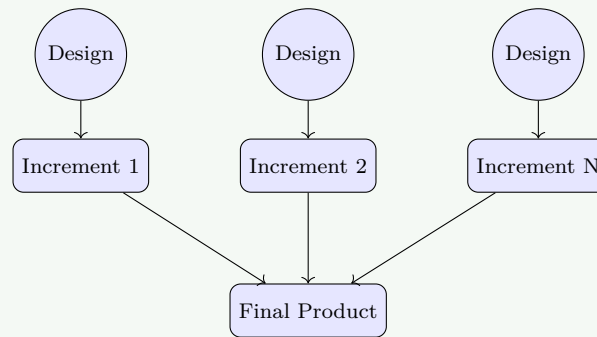 Design
Design
Design
Increment 1
Increment 2
Increment N
Final Product